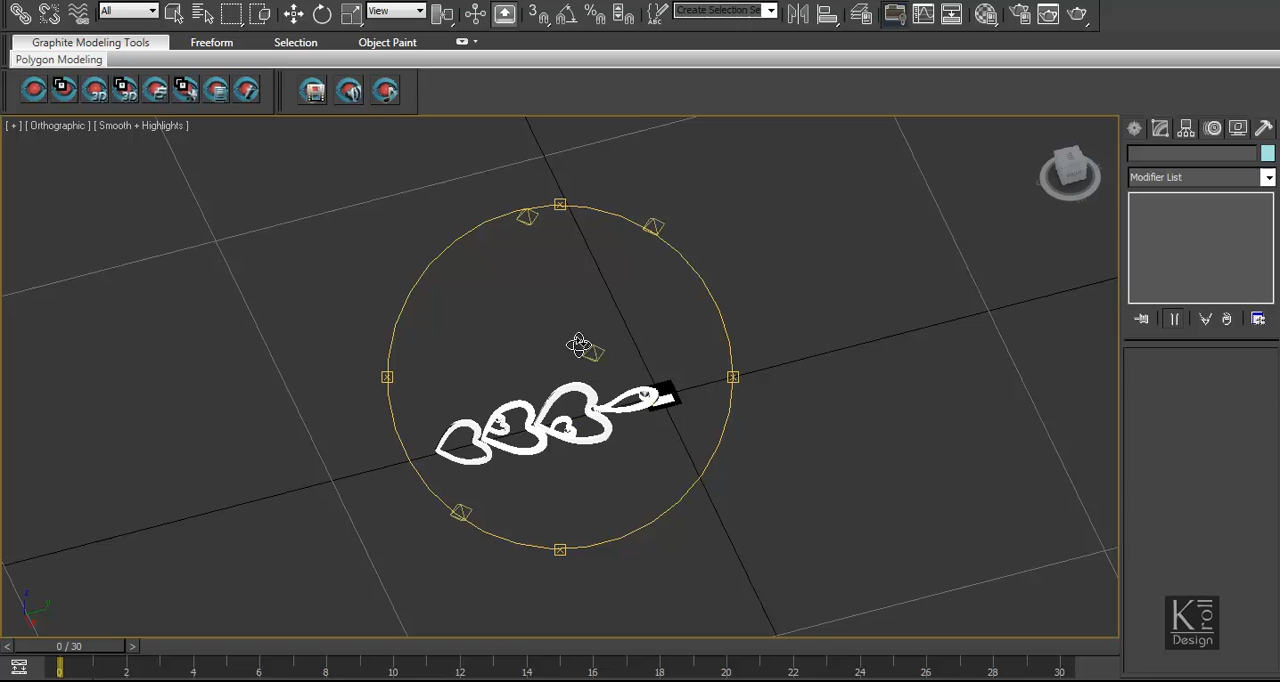 All
View
3
Create Selection Se
Graphite Modeling Tools
Freeform
Selection
Object Paint
Polygon Modeling
[ + ] [ Orthographic ] [ Smooth + Highlights ]
Modifier List
Kroll
Design
< 0 / 30 >
0 2 4 6 8 10 12 14 16 18 20 22 24 26 28 30